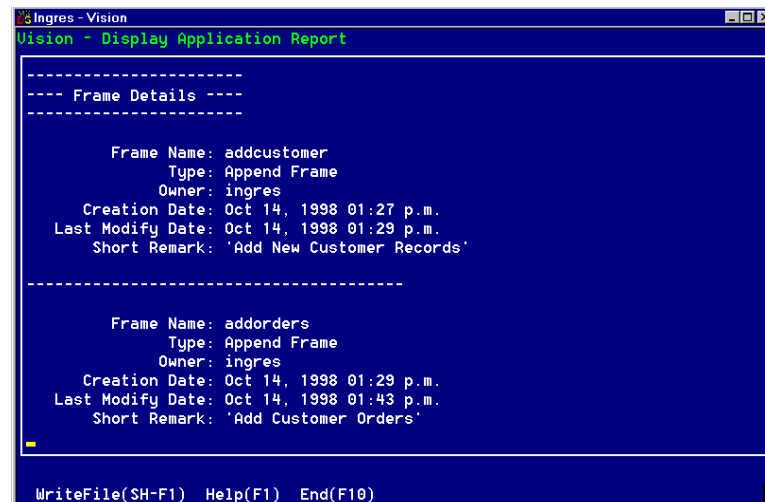 Ingres - Vision
Vision - Display Application Report
-----------------------
---- Frame Details ----
-----------------------
Frame Name: addcustomer
Type: Append Frame
Owner: ingres
Creation Date: Oct 14, 1998 01:27 p.m.
Last Modify Date: Oct 14, 1998 01:29 p.m.
Short Remark: 'Add New Customer Records'
----------------------------------------
Frame Name: addorders
Type: Append Frame
Owner: ingres
Creation Date: Oct 14, 1998 01:29 p.m.
Last Modify Date: Oct 14, 1998 01:43 p.m.
Short Remark: 'Add Customer Orders'
WriteFile(SH-F1) Help(F1) End(F10)